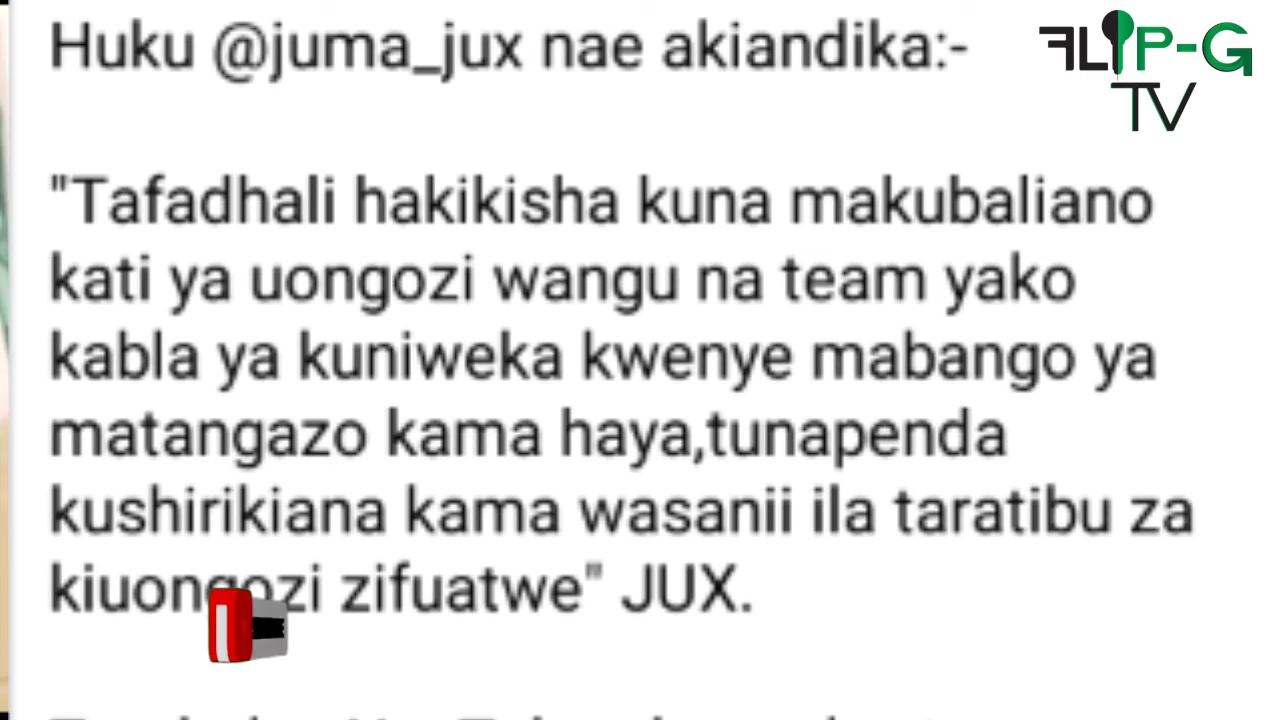 Huku @juma_jux nae akiandika:-
FLIP-G
TV
"Tafadhali hakikisha kuna makubaliano
kati ya uongozi wangu na team yako
kabla ya kuniweka kwenye mabango ya
matangazo kama haya,tunapenda
kushirikiana kama wasanii ila taratibu za
kiuongozi zifuatwe" JUX.